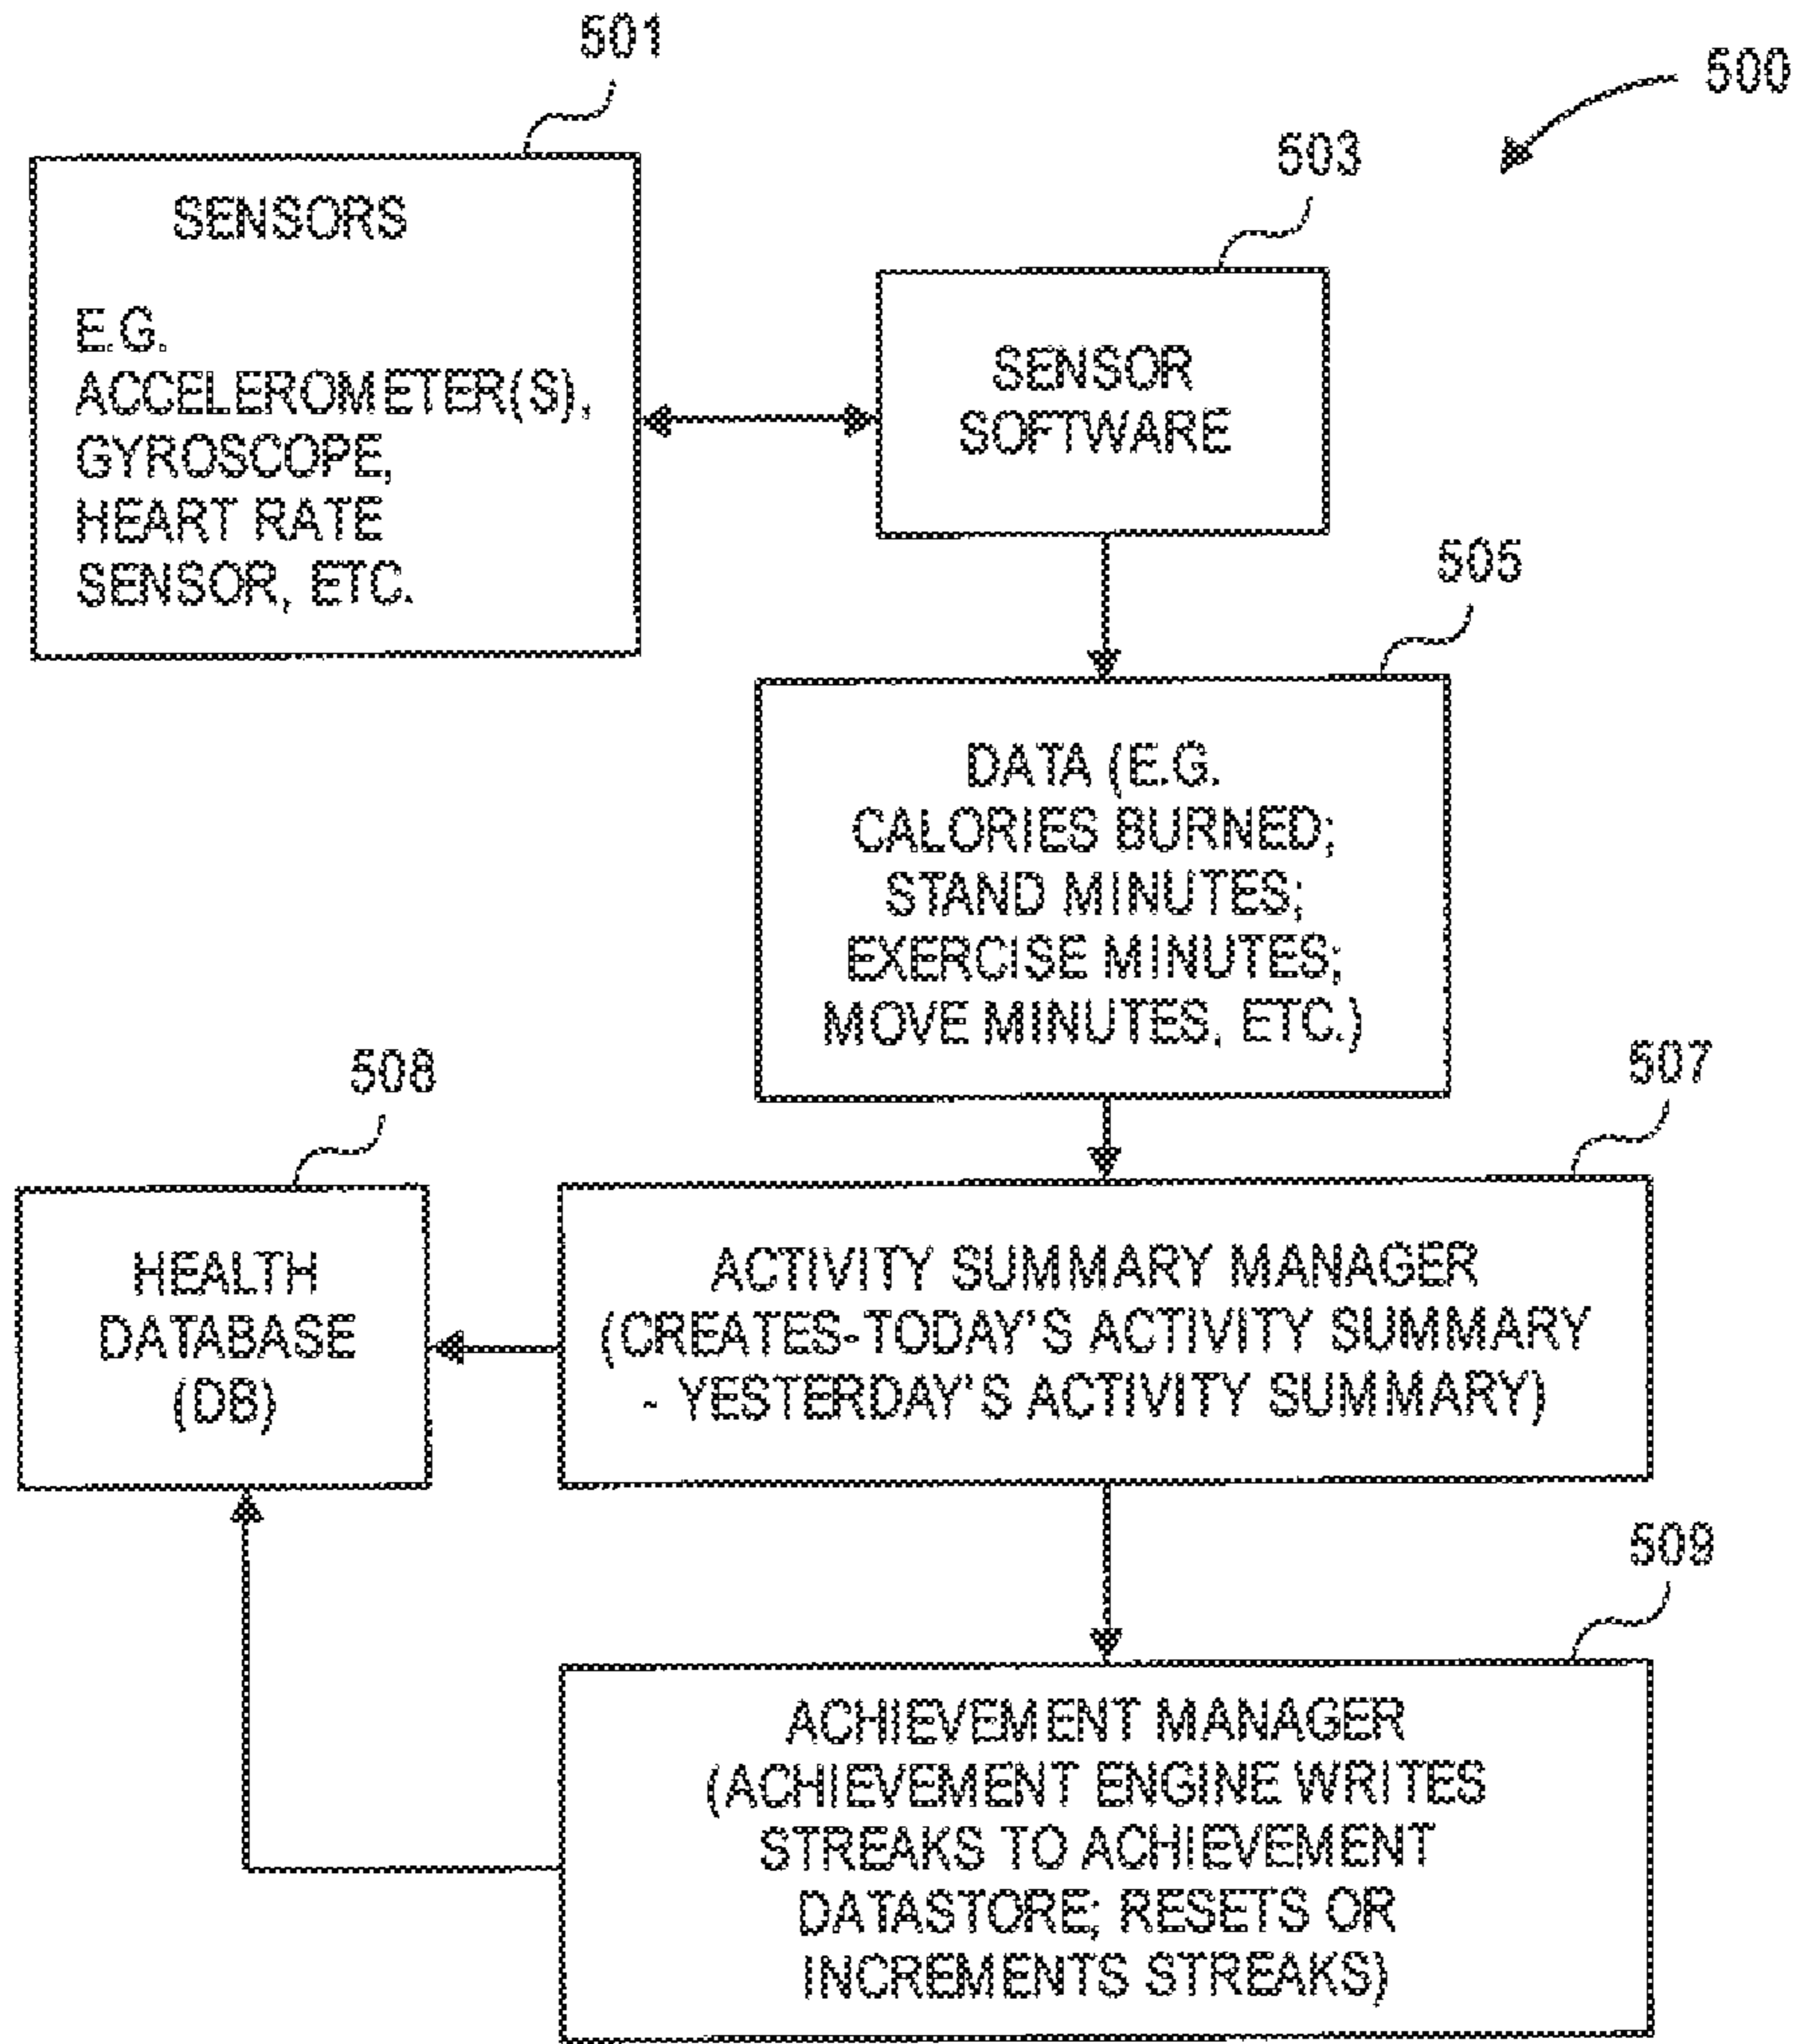 501
500
503
SENSORS
E.G.
ACCELEROMETER(S),
GYROSCOPE,
HEART RATE
SENSOR, ETC.
SENSOR
SOFTWARE
505
DATA (E.G.
CALORIES BURNED;
STAND MINUTES;
EXERCISE MINUTES;
MOVE MINUTES, ETC.)
508
507
HEALTH
DATABASE
(DB)
ACTIVITY SUMMARY MANAGER
(CREATES-TODAY'S ACTIVITY SUMMARY
- YESTERDAY'S ACTIVITY SUMMARY)
509
ACHIEVEMENT MANAGER
(ACHIEVEMENT ENGINE WRITES
STREAKS TO ACHIEVEMENT
DATASTORE; RESETS OR
INCREMENTS STREAKS)